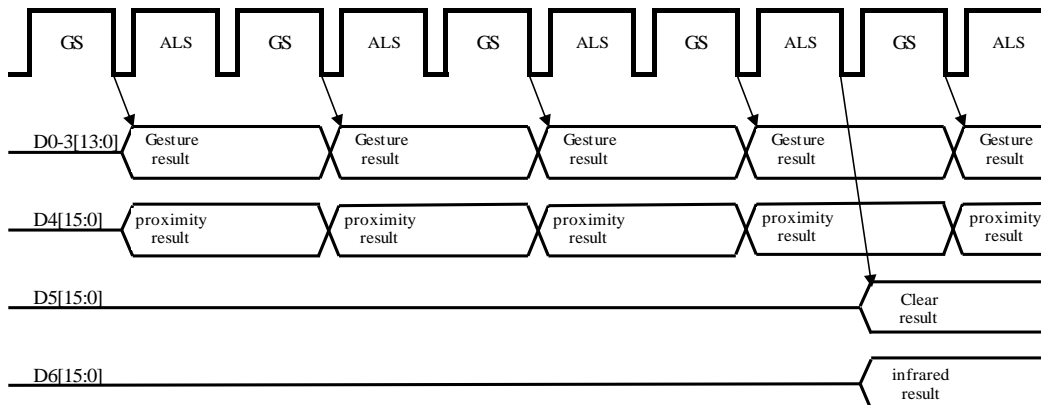 GS ALS GS ALS GS ALS GS ALS GS ALS
D0-3[13:0] Gesture Gesture Gesture Gesture Gesture
result result result result result
D4[15:0] proximity proximity proximity proximity proximity
result result result result result
D5[15:0] Clear
result
D6[15:0] infrared
result